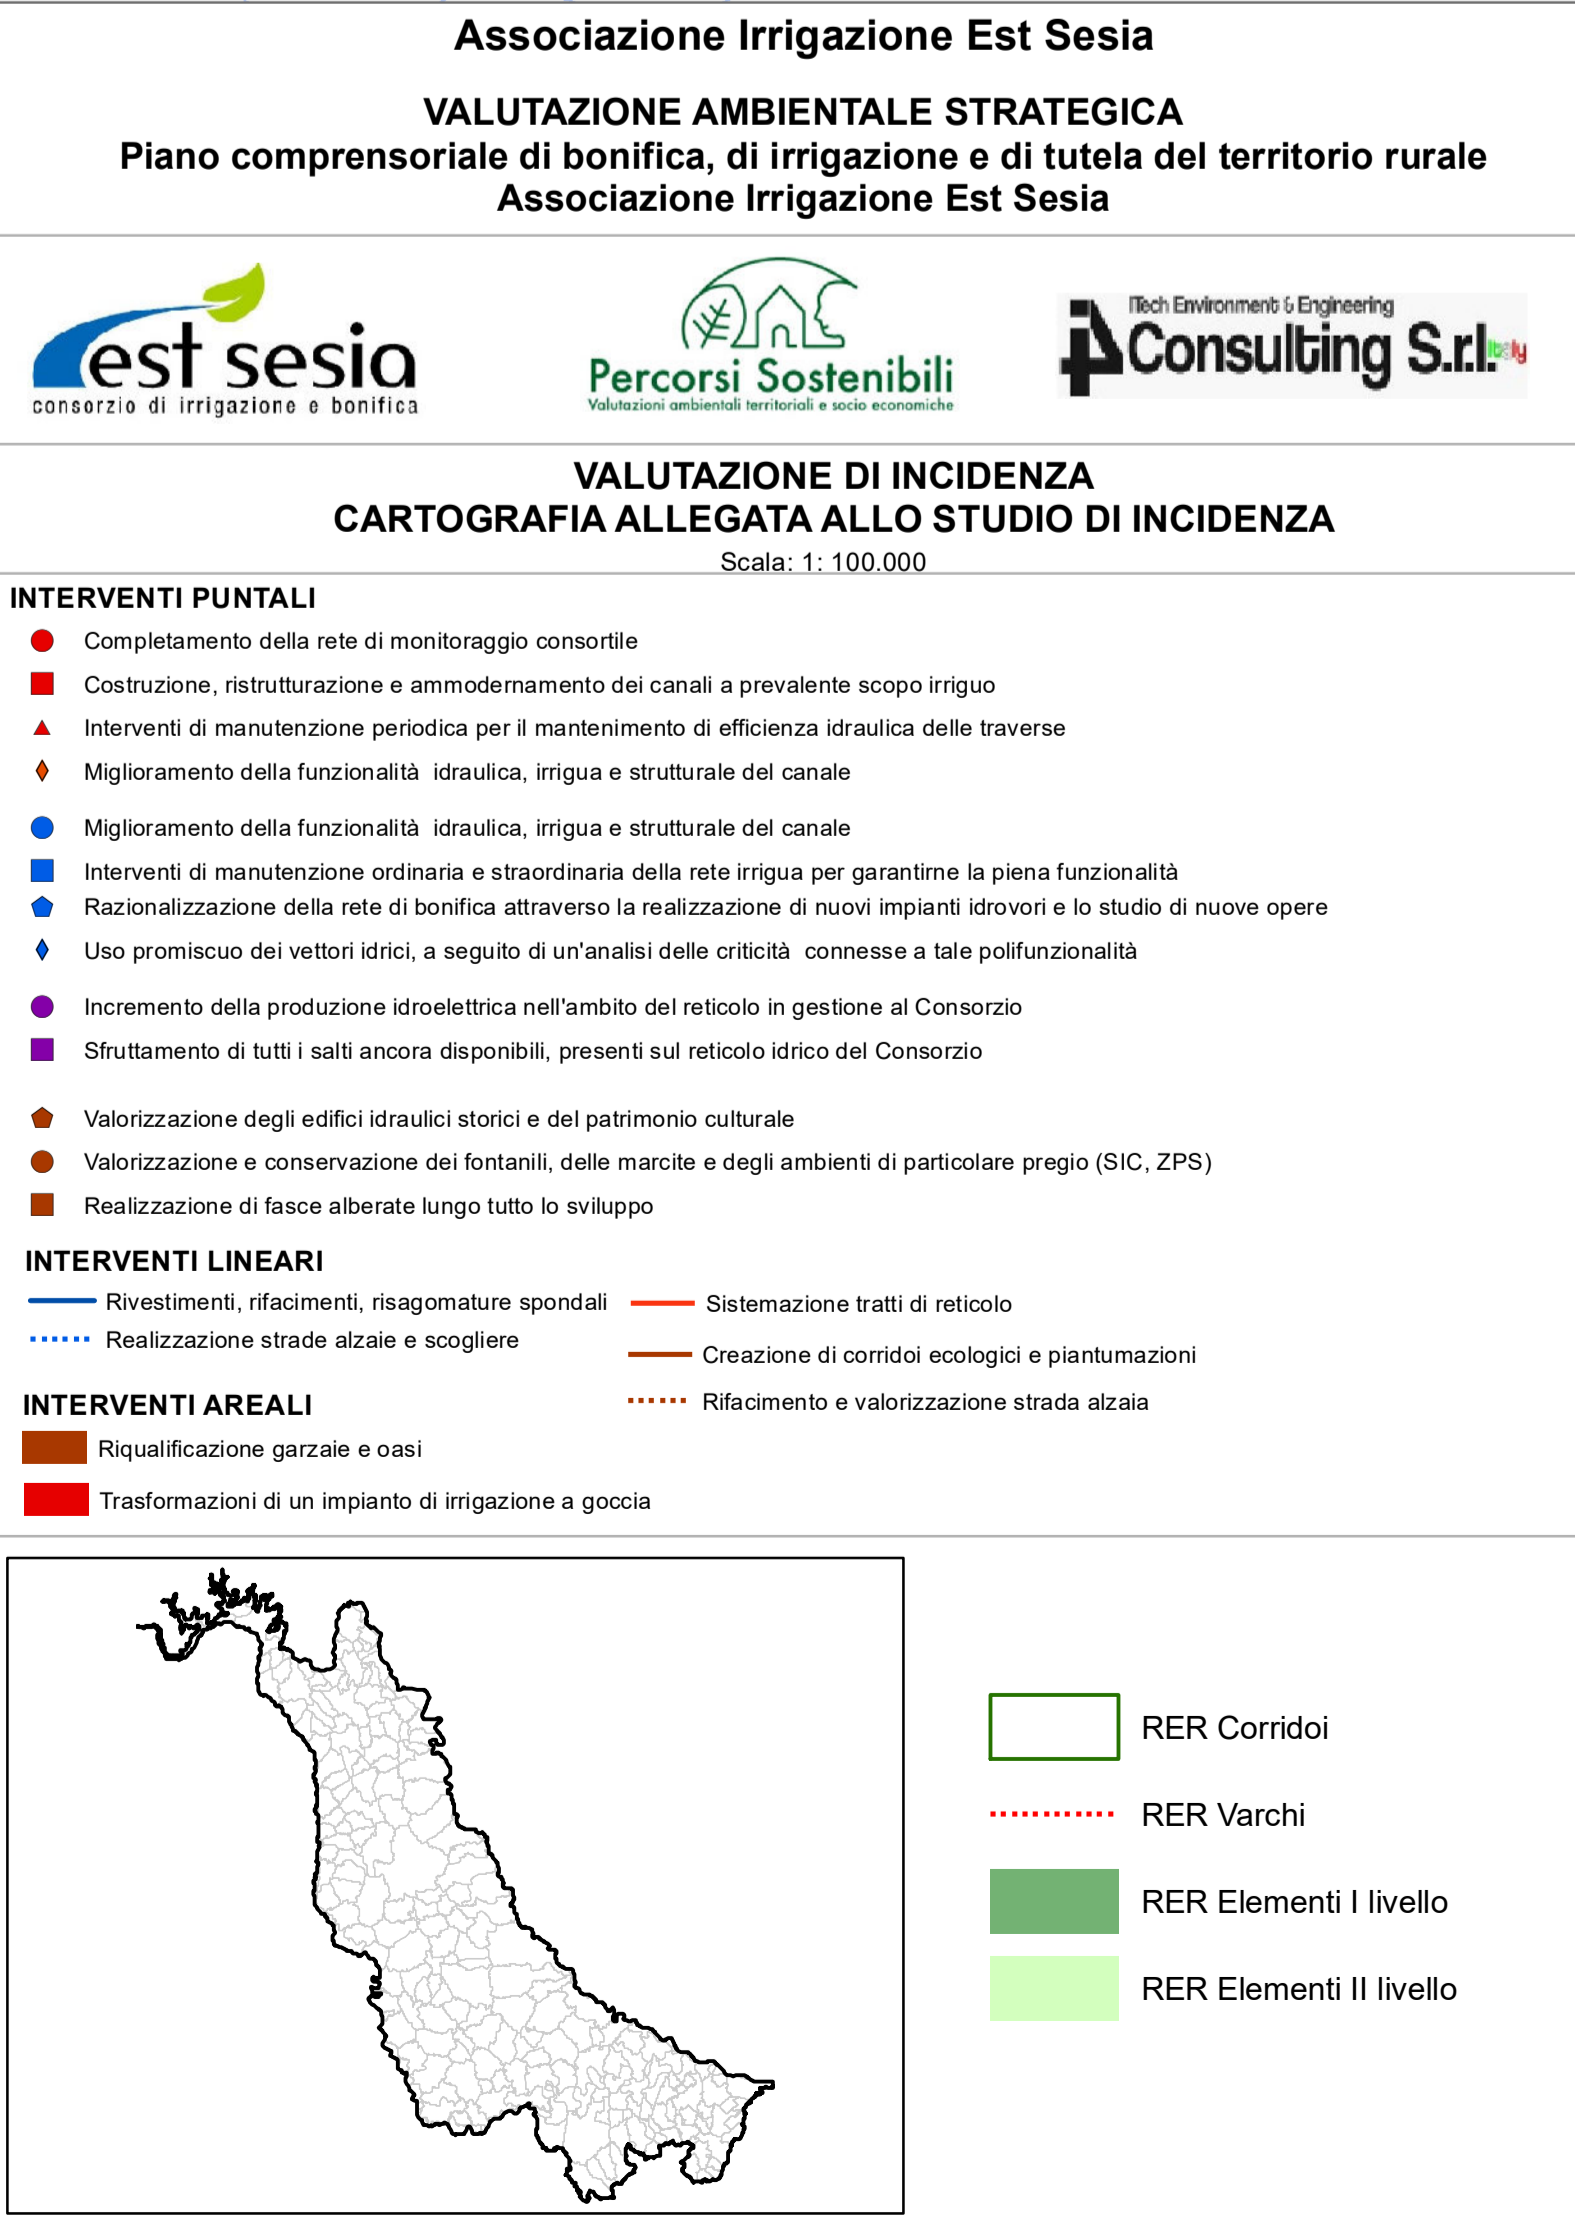 Associazione Irrigazione Est Sesia
VALUTAZIONE AMBIENTALE STRATEGICA
Piano comprensoriale di bonifica, di irrigazione e di tutela del territorio rurale
Associazione Irrigazione Est Sesia
est sesia
consorzio di irrigazione e bonifica
Percorsi Sostenibili
Valutazioni ambientali territoriali e socio economiche
ITech Environment & Engineering
Consulting S.r.l. Italy
VALUTAZIONE DI INCIDENZA
CARTOGRAFIA ALLEGATA ALLO STUDIO DI INCIDENZA
Scala: 1: 100.000
INTERVENTI PUNTALI
Completamento della rete di monitoraggio consortile
Costruzione, ristrutturazione e ammodernamento dei canali a prevalente scopo irriguo
Interventi di manutenzione periodica per il mantenimento di efficienza idraulica delle traverse
Miglioramento della funzionalità idraulica, irrigua e strutturale del canale
Miglioramento della funzionalità idraulica, irrigua e strutturale del canale
Interventi di manutenzione ordinaria e straordinaria della rete irrigua per garantirne la piena funzionalità
Razionalizzazione della rete di bonifica attraverso la realizzazione di nuovi impianti idrovori e lo studio di nuove opere
Uso promiscuo dei vettori idrici, a seguito di un'analisi delle criticità connesse a tale polifunzionalità
Incremento della produzione idroelettrica nell'ambito del reticolo in gestione al Consorzio
Sfruttamento di tutti i salti ancora disponibili, presenti sul reticolo idrico del Consorzio
Valorizzazione degli edifici idraulici storici e del patrimonio culturale
Valorizzazione e conservazione dei fontanili, delle marcite e degli ambienti di particolare pregio (SIC, ZPS)
Realizzazione di fasce alberate lungo tutto lo sviluppo
INTERVENTI LINEARI
Rivestimenti, rifacimenti, risagomature spondali
Realizzazione strade alzaie e scogliere
Sistemazione tratti di reticolo
Creazione di corridoi ecologici e piantumazioni
Rifacimento e valorizzazione strada alzaia
INTERVENTI AREALI
Riqualificazione garzaie e oasi
Trasformazioni di un impianto di irrigazione a goccia
RER Corridoi
RER Varchi
RER Elementi I livello
RER Elementi II livello